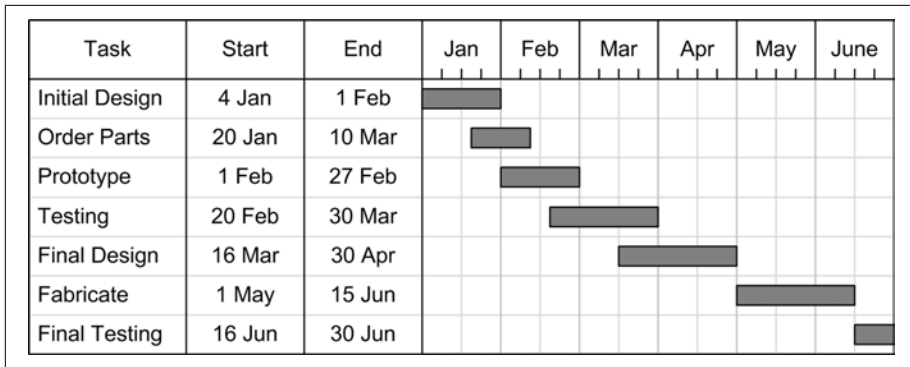 Task Start End Jan Feb Mar Apr May June
Initial Design 4 Jan 1 Feb
Order Parts 20 Jan 10 Mar
Prototype 1 Feb 27 Feb
Testing 20 Feb 30 Mar
Final Design 16 Mar 30 Apr
Fabricate 1 May 15 Jun
Final Testing 16 Jun 30 Jun